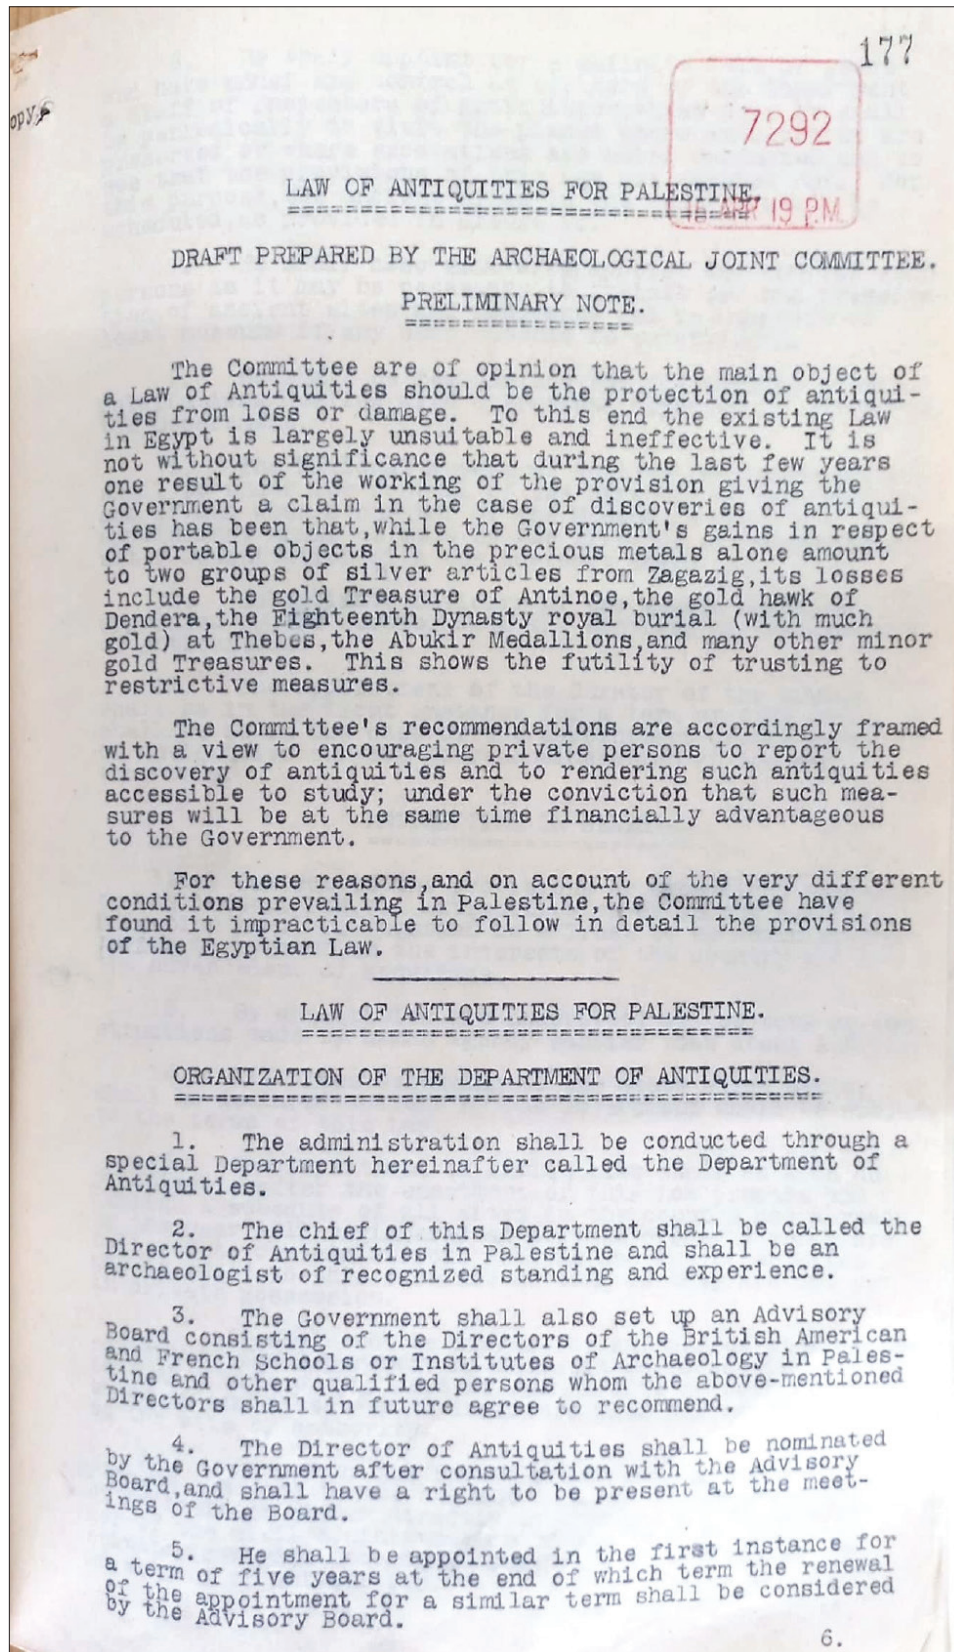 177
opy.
7292
LAW OF ANTIQUITIES FOR PALESTINE.
APR 19 P.M.
DRAFT PREPARED BY THE ARCHAEOLOGICAL JOINT COMMITTEE.
PRELIMINARY NOTE.
The Committee are of opinion that the main object of
a Law of Antiquities should be the protection of antiqui-
ties from loss or damage. To this end the existing Law
in Egypt is largely unsuitable and ineffective. It is
not without significance that during the last few years
one result of the working of the provision giving the
Government a claim in the case of discoveries of antiqui-
ties has been that,while the Government's gains in respect
of portable objects in the precious metals alone amount
to two groups of silver articles from Zagazig,its losses
include the gold Treasure of Antinoe,the gold hawk of
Dendera,the Eighteenth Dynasty royal burial (with much
gold) at Thebes,the Abukir Medallions,and many other minor
gold Treasures. This shows the futility of trusting to
restrictive measures.
The Committee's recommendations are accordingly framed
with a view to encouraging private persons to report the
discovery of antiquities and to rendering such antiquities
accessible to study; under the conviction that such mea-
sures will be at the same time financially advantageous
to the Government.
For these reasons,and on account of the very different
conditions prevailing in Palestine,the Committee have
found it impracticable to follow in detail the provisions
of the Egyptian Law.
LAW OF ANTIQUITIES FOR PALESTINE.
ORGANIZATION OF THE DEPARTMENT OF ANTIQUITIES.
1. The administration shall be conducted through a
special Department hereinafter called the Department of
Antiquities.
2. The chief of this Department shall be called the
Director of Antiquities in Palestine and shall be an
archaeologist of recognized standing and experience.
3. The Government shall also set up an Advisory
Board consisting of the Directors of the British American
and French Schools or Institutes of Archaeology in Pales-
tine and other qualified persons whom the above-mentioned
Directors shall in future agree to recommend.
4. The Director of Antiquities shall be nominated
by the Government after consultation with the Advisory
Board,and shall have a right to be present at the meet-
ings of the Board.
5. He shall be appointed in the first instance for
a term of five years at the end of which term the renewal
of the appointment for a similar term shall be considered
by the Advisory Board.
6.